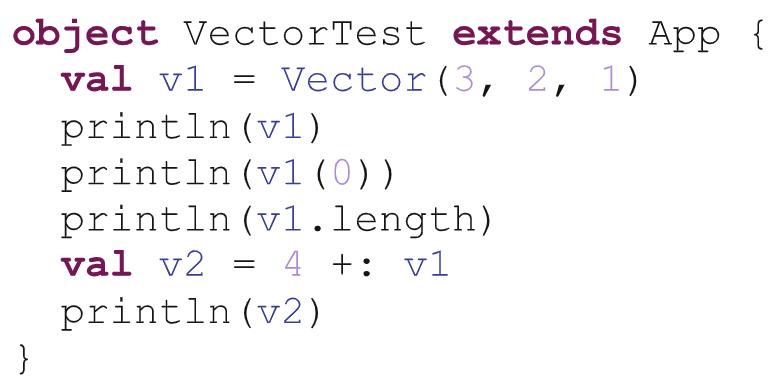 object VectorTest extends App {
  val v1 = Vector(3, 2, 1)
  println(v1)
  println(v1(0))
  println(v1.length)
  val v2 = 4 +: v1
  println(v2)
}